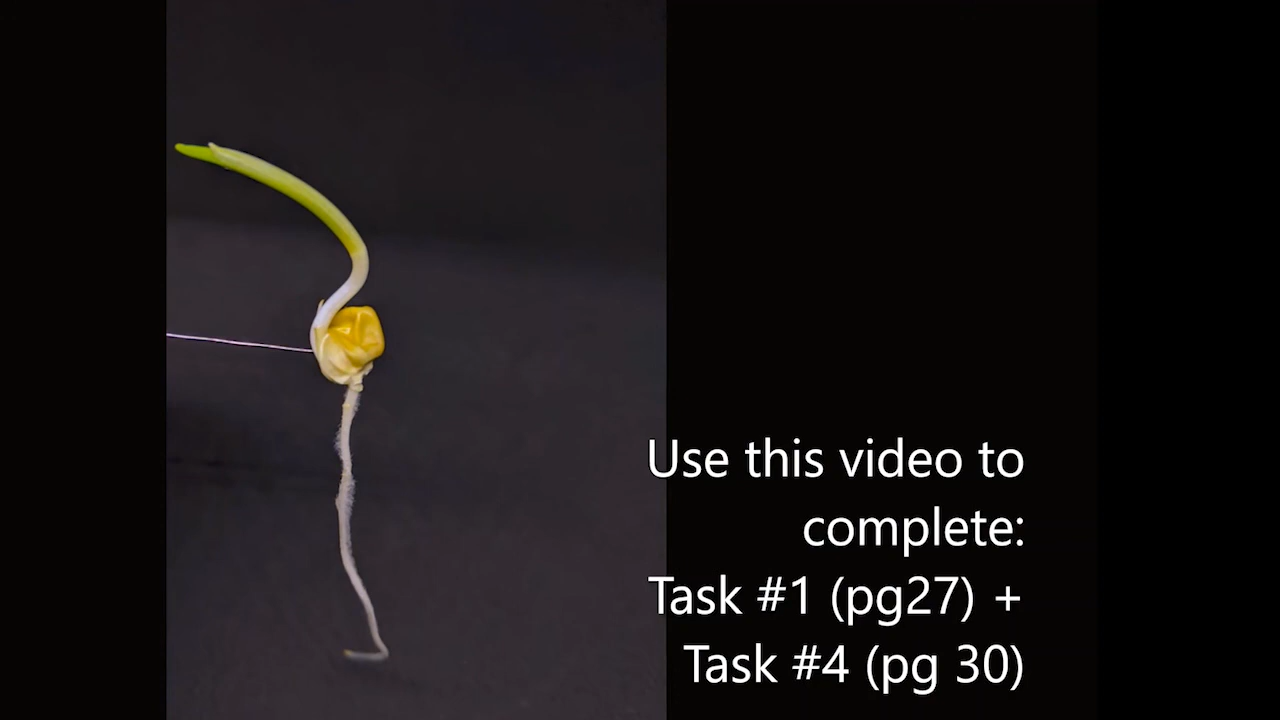 Use this video to
complete:
Task #1 (pg27) +
Task #4 (pg 30)